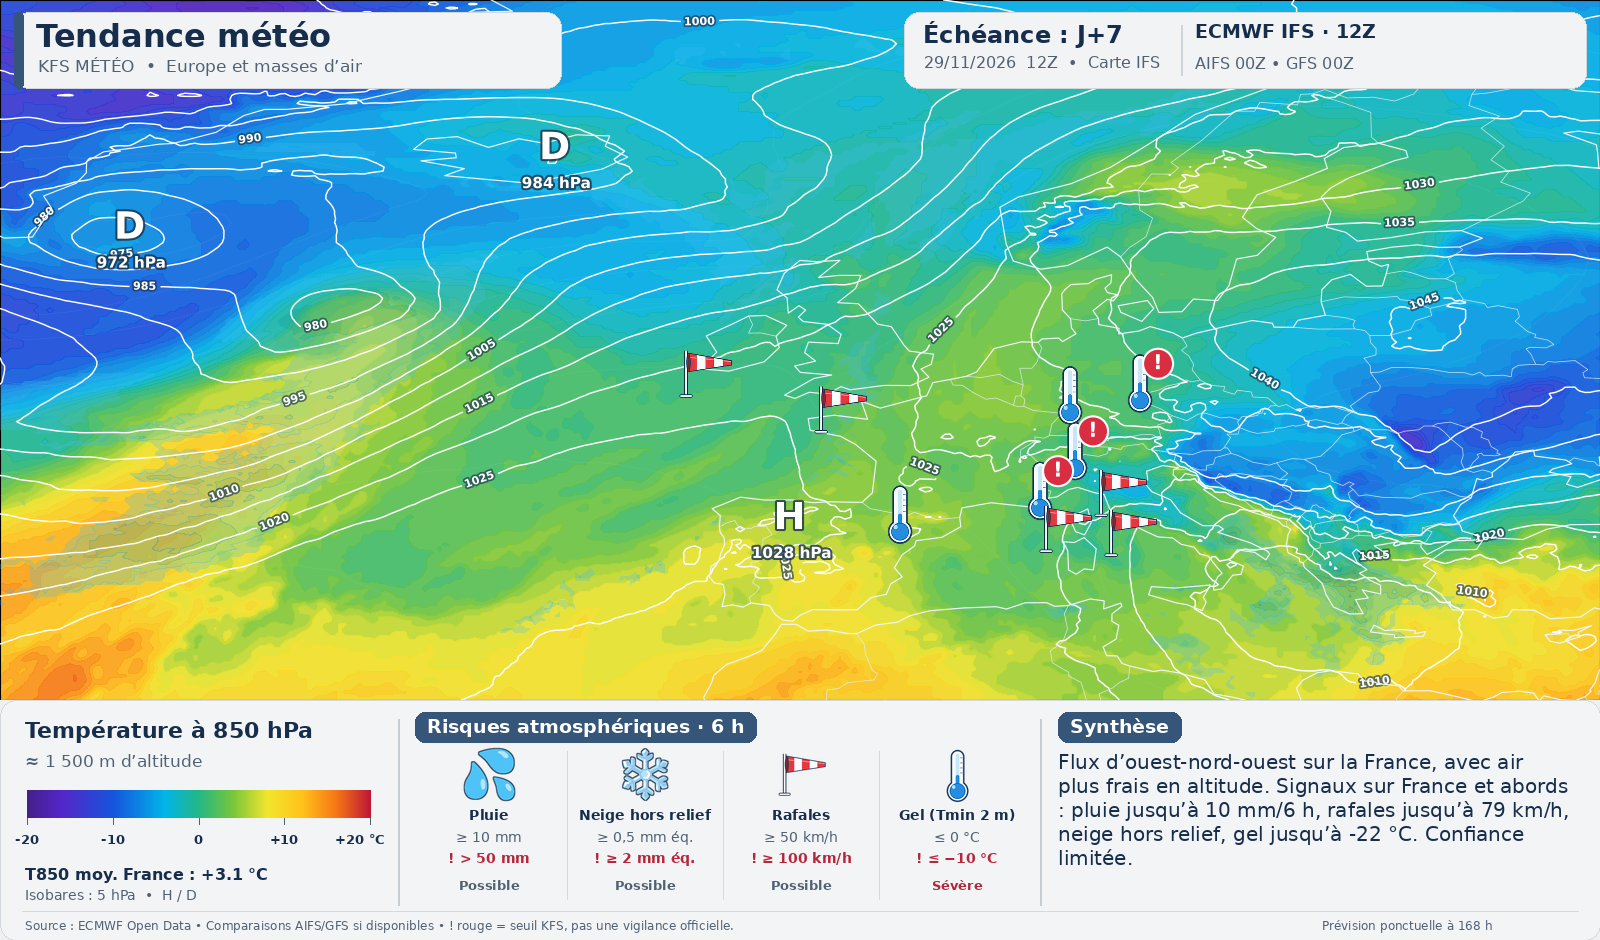 Tendance météo
KFS MÉTÉO • Europe et masses d’air
Échéance : J+7
29/11/2026 12Z • Carte IFS
ECMWF IFS · 12Z
AIFS 00Z • GFS 00Z
1000
990
D
984 hPa
980
D
975
972 hPa
985
980
1005
995
1015
1010
1020
1025
1025
1025
1030
1035
1045
1040
H
1028 hPa
1020
1015
1010
1010
!
!
!
Température à 850 hPa
≈ 1 500 m d’altitude
-20 -10 0 +10 +20 °C
T850 moy. France : +3.1 °C
Isobares : 5 hPa • H / D
Risques atmosphériques · 6 h
Pluie
≥ 10 mm
! > 50 mm
Possible
Neige hors relief
≥ 0,5 mm éq.
! ≥ 2 mm éq.
Possible
Rafales
≥ 50 km/h
! ≥ 100 km/h
Possible
Gel (Tmin 2 m)
≤ 0 °C
! ≤ −10 °C
Sévère
Synthèse
Flux d’ouest-nord-ouest sur la France, avec air
plus frais en altitude. Signaux sur France et abords
: pluie jusqu’à 10 mm/6 h, rafales jusqu’à 79 km/h,
neige hors relief, gel jusqu’à -22 °C. Confiance
limitée.
Source : ECMWF Open Data • Comparaisons AIFS/GFS si disponibles • ! rouge = seuil KFS, pas une vigilance officielle.
Prévision ponctuelle à 168 h